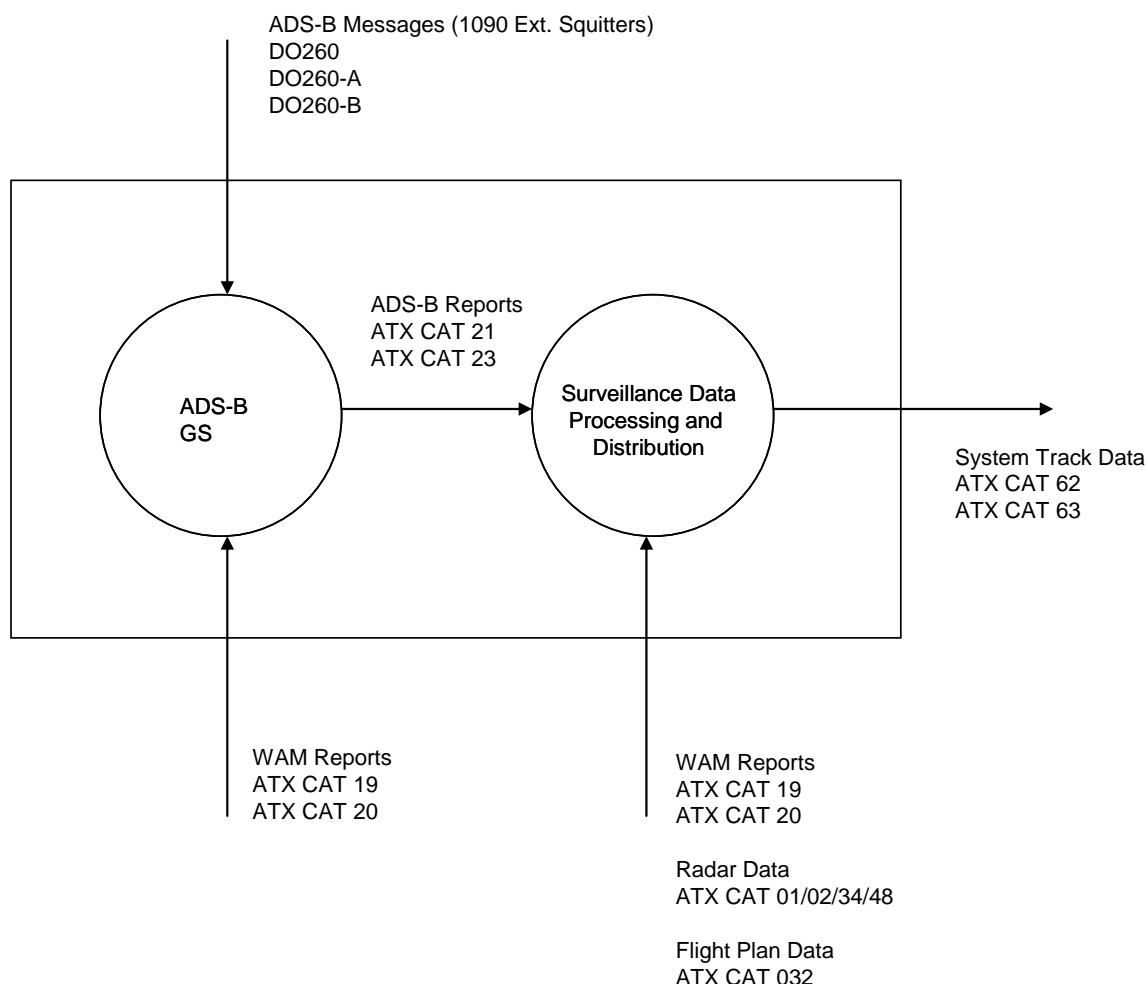 ADS-B Messages (1090 Ext. Squitters)
DO260
DO260-A
DO260-B
ADS-B Reports
ATX CAT 21
ATX CAT 23
ADS-B
GS
Surveillance Data
Processing and
Distribution
System Track Data
ATX CAT 62
ATX CAT 63
WAM Reports
ATX CAT 19
ATX CAT 20
WAM Reports
ATX CAT 19
ATX CAT 20
Radar Data
ATX CAT 01/02/34/48
Flight Plan Data
ATX CAT 032